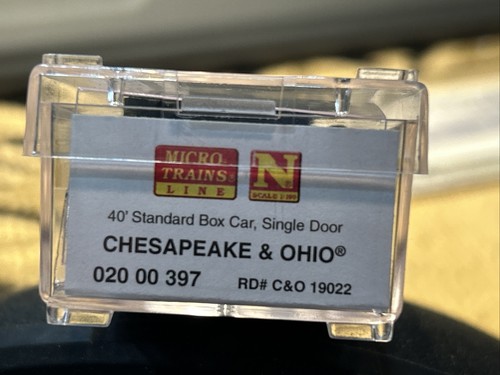 MICRO-
TRAINS®
LINE
N
SCALE 1:160
40' Standard Box Car, Single Door
CHESAPEAKE & OHIO®
020 00 397
RD# C&O 19022